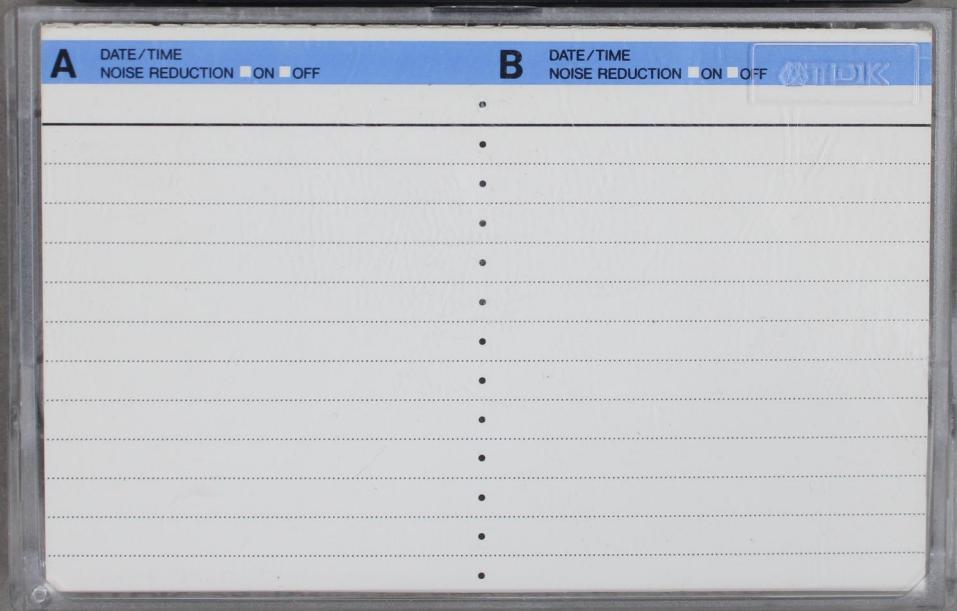 A DATE/TIME
NOISE REDUCTION ON OFF
B DATE/TIME
NOISE REDUCTION ON OFF
TDK